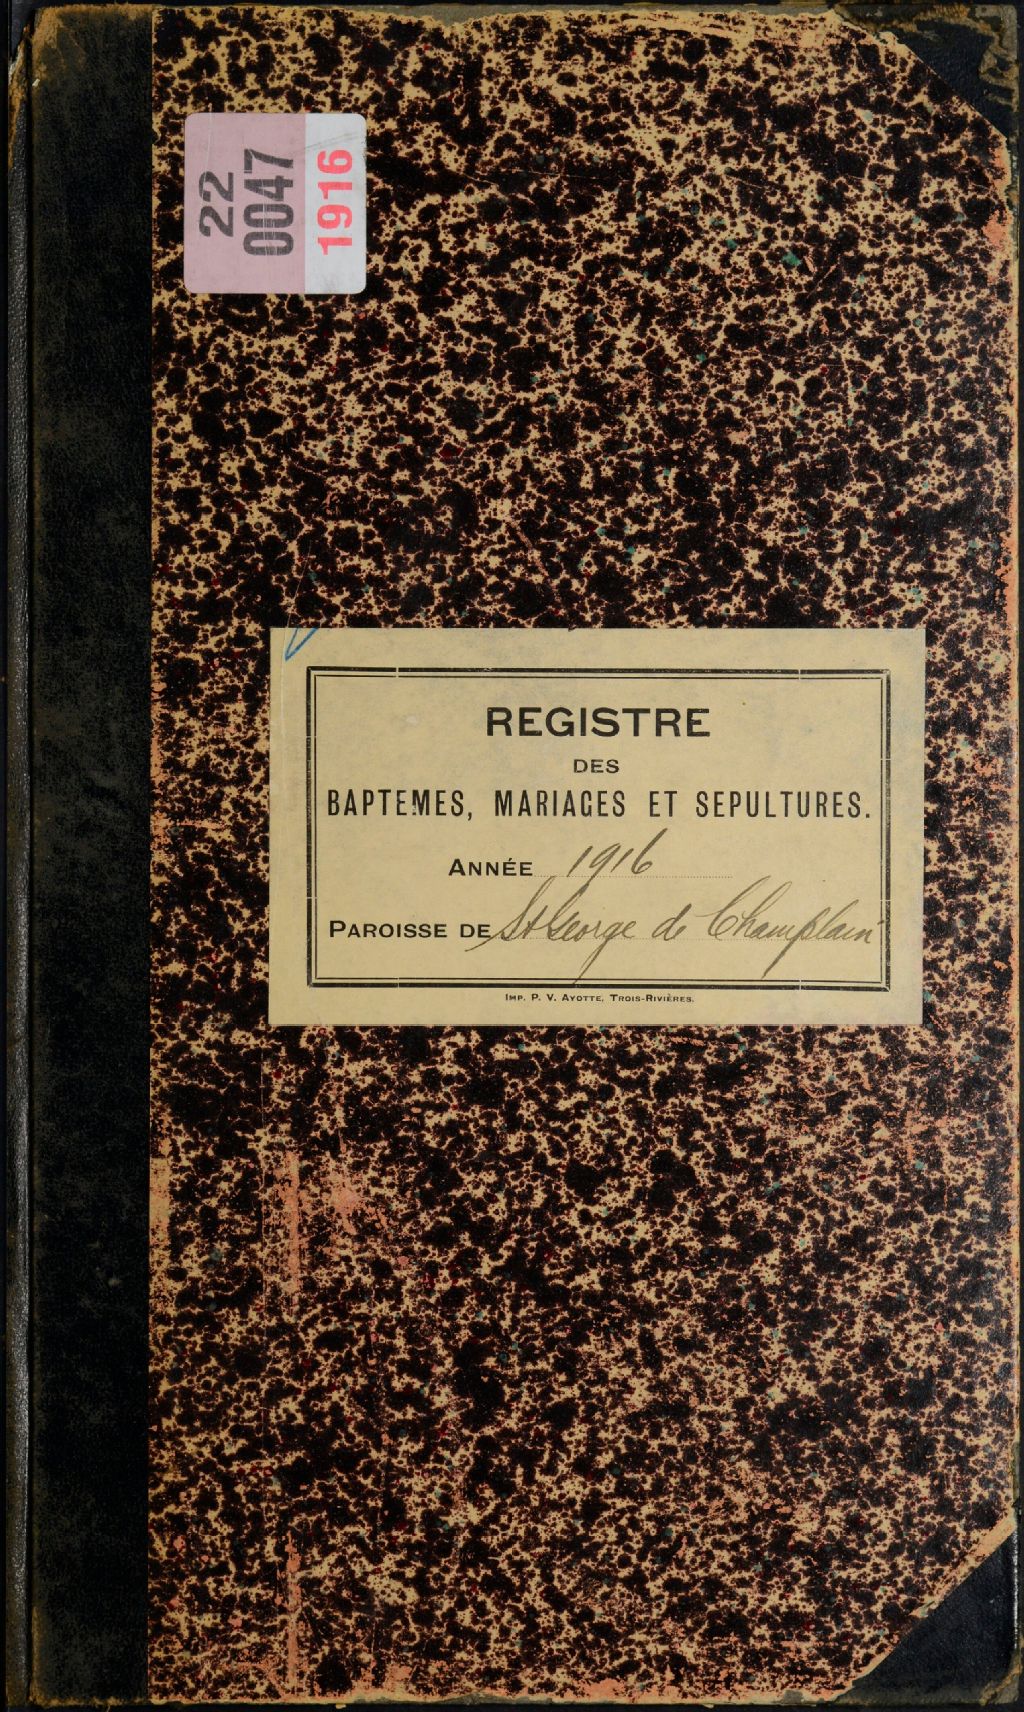 22
0047
1916
REGISTRE
DES
BAPTEMES, MARIAGES ET SEPULTURES.
ANNÉE 1916
PAROISSE DE St George de Champlain
IMP. P. V. AYOTTE, TROIS-RIVIÈRES.